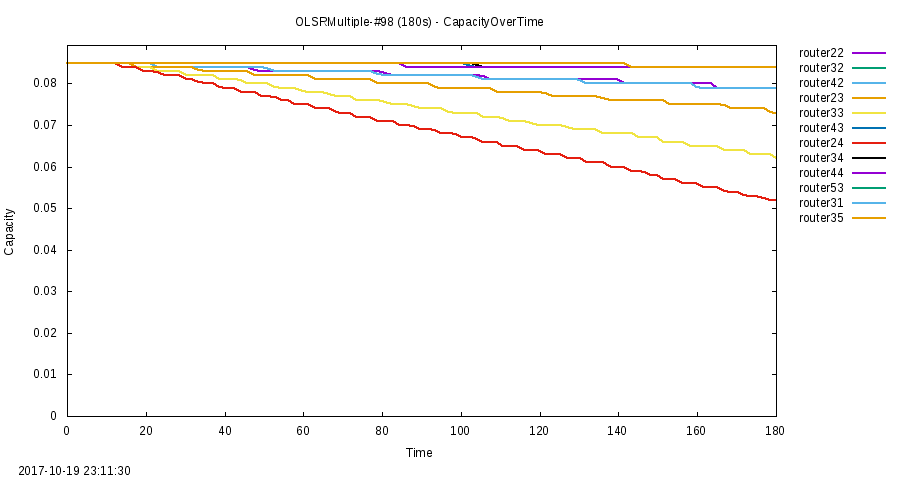 OLSRMultiple-#98 (180s) - CapacityOverTime
router22
router32
router42
router23
router33
router43
router24
router34
router44
router53
router31
router35
0.08
0.07
0.06
0.05
0.04
0.03
0.02
0.01
0
Capacity
0 20 40 60 80 100 120 140 160 180
Time
2017-10-19 23:11:30